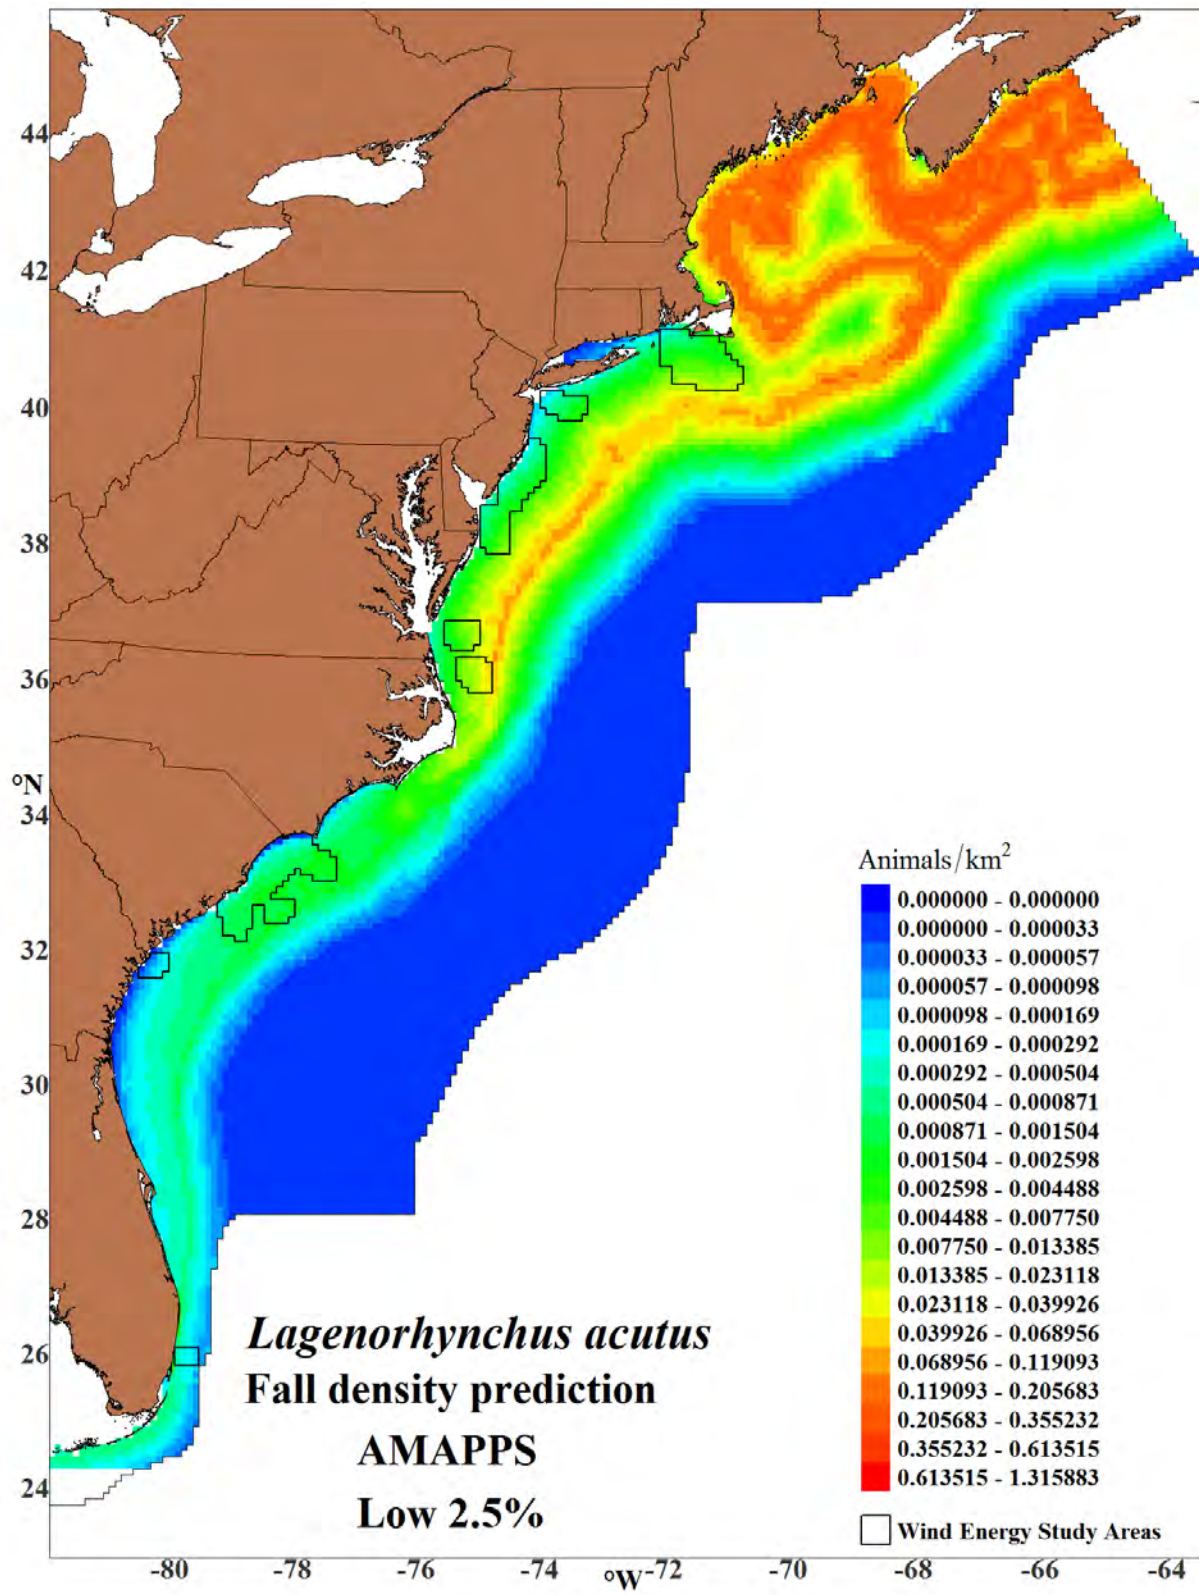 44
42
40
38
36
°N
34
32
30
28
26
24
Animals/km²
0.000000 - 0.000000
0.000000 - 0.000033
0.000033 - 0.000057
0.000057 - 0.000098
0.000098 - 0.000169
0.000169 - 0.000292
0.000292 - 0.000504
0.000504 - 0.000871
0.000871 - 0.001504
0.001504 - 0.002598
0.002598 - 0.004488
0.004488 - 0.007750
0.007750 - 0.013385
0.013385 - 0.023118
0.023118 - 0.039926
0.039926 - 0.068956
0.068956 - 0.119093
0.119093 - 0.205683
0.205683 - 0.355232
0.355232 - 0.613515
0.613515 - 1.315883
Wind Energy Study Areas
Lagenorhynchus acutus
Fall density prediction
AMAPPS
Low 2.5%
-80 -78 -76 -74 °W -72 -70 -68 -66 -64